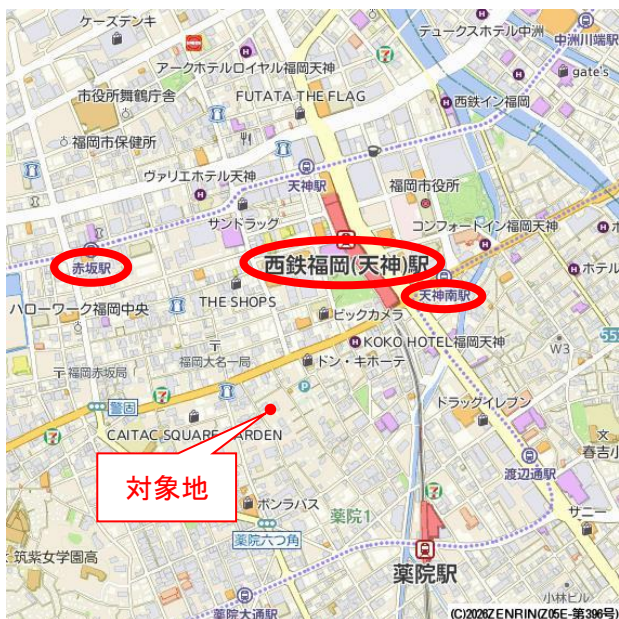 ケーズデンキ
デュークスホテル中洲
中洲川端駅
アークホテルロイヤル福岡天神
gate's
市役所舞鶴庁舎
FUTATA THE FLAG
西鉄イン福岡
福岡市保健所
ヴァリエホテル天神
天神駅
福岡市役所
サンドラッグ
コンフォートイン福岡天神
赤坂駅
西鉄福岡(天神)駅
ホテル
天神南駅
ハローワーク福岡中央
THE SHOPS
ビックカメラ
KOKO HOTEL福岡天神
W3
福岡赤坂局
福岡大名一局
ドン・キホーテ
警固
ドラッグイレブン
CAITAC SQUARE GARDEN
春吉小
対象地
渡辺通駅
ボンラパス
薬院1
サニー
薬院六つ角
筑紫女学園高
薬院駅
小林ビル
薬院大通駅
(C)2026ZENRIN(Z05E-第396号)